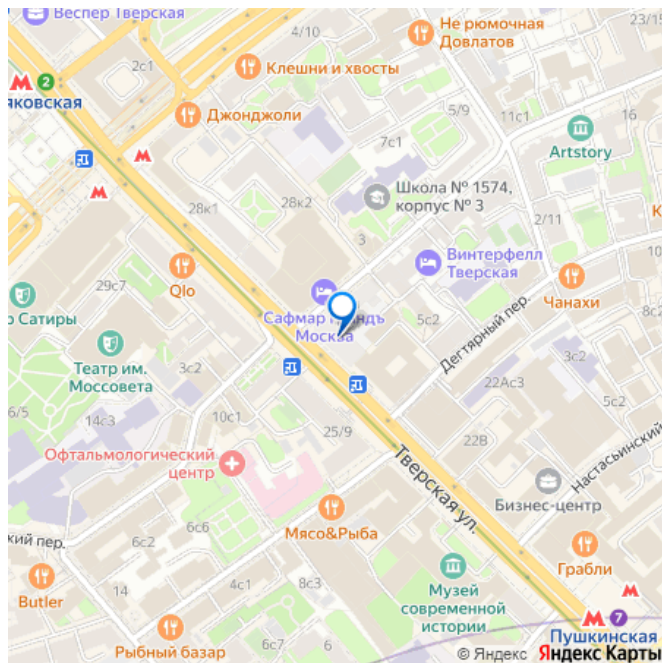 Веспер Тверская
4/10
Не рюмочная
Довлатов
23/15
2с1
Клешни и хвосты
2
яковская
Джонджоли
5/9
11с1
16
7с1
Artstory
28к1
28к2
Школа № 1574,
корпус № 3
3
2/11
Винтерфелл
Тверская
Qlo
29с7
о Сатиры
Сафмар Грандъ
Москва
5с2
Чанахи
8с2
Дегтярный пер.
Театр им.
Моссовета
3с2
3с2
22Ас3
5с2
6/5
14с3
10с1
25/9
22В
Офтальмологический
центр
Тверская ул.
Настасьинский
Бизнес-центр
Мясо&Рыба
6с6
6с2
ский пер.
Грабли
Butler
14
4с1
8с3
Музей
современной
истории
7
Пушкинская
Рыбный базар
6с7
6
© Яндекс Яндекс Карты